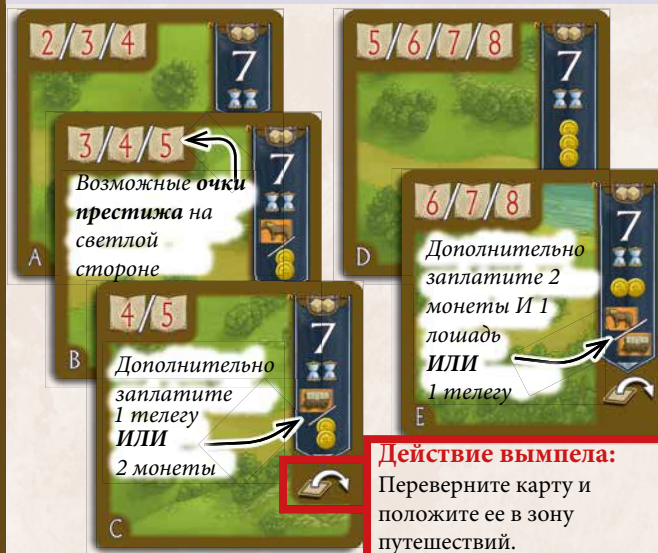 2/3/4
7
3/4/5
7
Возможные очки
престижа на
светлой
стороне
A
B
4/5
7
Дополнительно
заплатите
1 телегу
ИЛИ
2 монеты
C
5/6/7/8
7
D
6/7/8
7
Дополнительно
заплатите 2
монеты И 1
лошадь
ИЛИ
1 телегу
E
Действие вымпела:
Переверните карту и
положите ее в зону
путешествий.